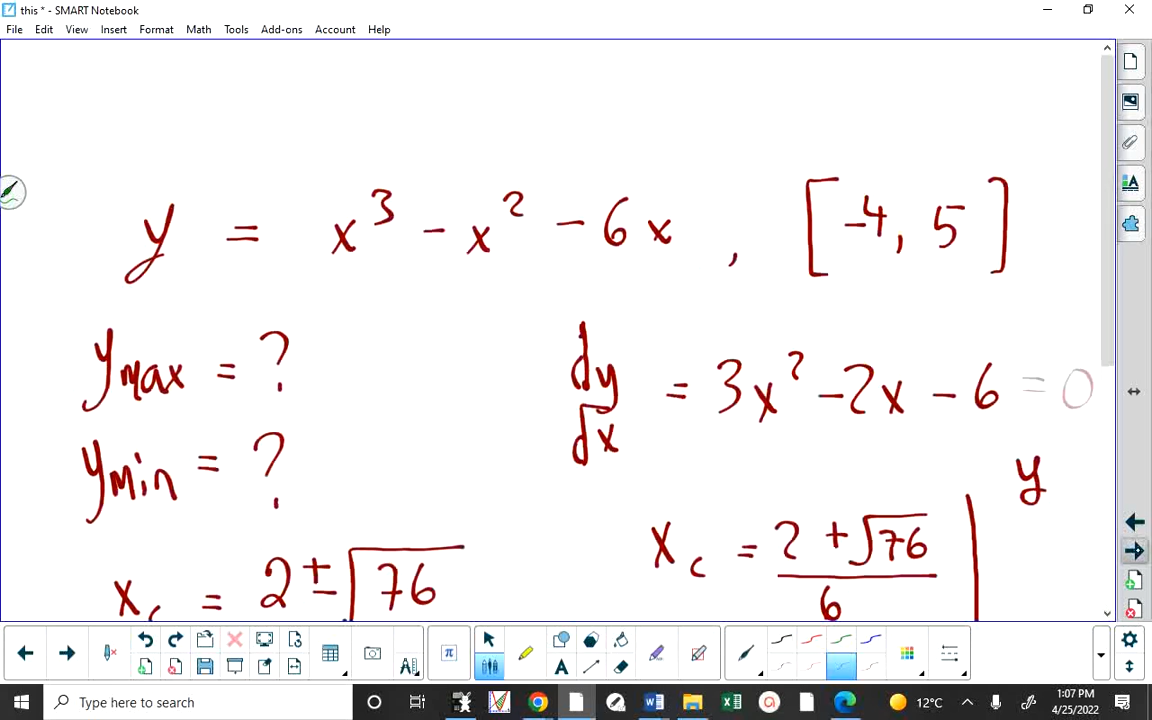 this * - SMART Notebook
File Edit View Insert Format Math Tools Add-ons Account Help
y = x³ - x² - 6x , [-4, 5]
ymax = ?
dy/dx = 3x² - 2x - 6 = 0
ymin = ?
y
xc = (2 + √76)/6
xc = 2 ± √76
π
A
Type here to search
12°C
1:07 PM
4/25/2022